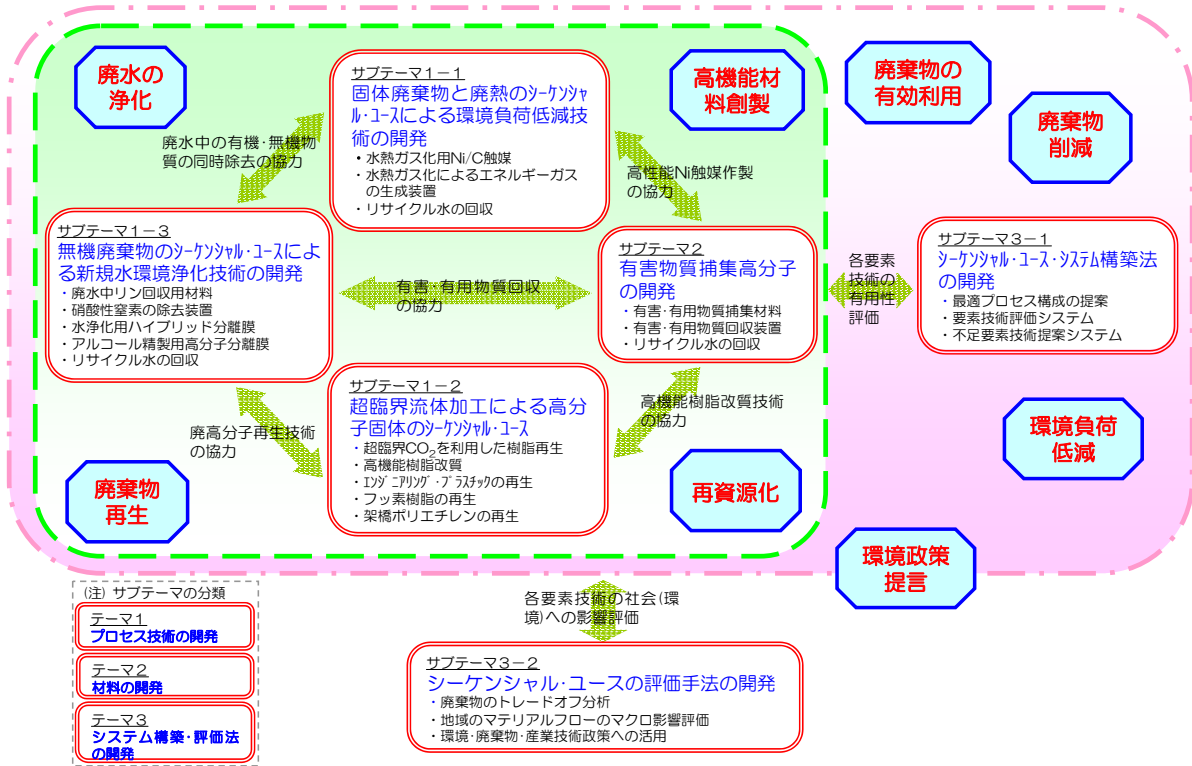 廃水の
浄化
サブテーマ1－1
固体廃棄物と廃熱のｼｰｹﾝｼｬ
ﾙ･ﾕｰｽによる環境負荷低減技
術の開発
・水熱ガス化用Ni/C触媒
・水熱ガス化によるエネルギーガス
の生成装置
・リサイクル水の回収
高機能材
料創製
廃棄物の
有効利用
廃棄物
削減
廃水中の有機･無機物
質の同時除去の協力
高性能Ni触媒作製
の協力
サブテーマ1－3
無機廃棄物のｼｰｹﾝｼｬﾙ･ﾕｰｽによ
る新規水環境浄化技術の開発
・廃水中リン回収用材料
・硝酸性窒素の除去装置
・水浄化用ハイブリッド分離膜
・アルコール精製用高分子分離膜
・リサイクル水の回収
有害･有用物質回収
の協力
サブテーマ2
有害物質捕集高分子
の開発
・有害･有用物質捕集材料
・有害･有用物質回収装置
・リサイクル水の回収
各要素
技術の
有用性
評価
サブテーマ3－1
ｼｰｹﾝｼｬﾙ･ﾕｰｽ･ｼｽﾃﾑ構築法
の開発
・最適プロセス構成の提案
・要素技術評価システム
・不足要素技術提案システム
サブテーマ1－2
超臨界流体加工による高分
子固体のｼｰｹﾝｼｬﾙ･ﾕｰｽ
・超臨界CO2を利用した樹脂再生
・高機能樹脂改質
・ｴﾝｼﾞﾆｱﾘﾝｸﾞ･ﾌﾟﾗｽﾁｯｸの再生
・フッ素樹脂の再生
・架橋ポリエチレンの再生
廃高分子再生技術
の協力
高機能樹脂改質技術
の協力
廃棄物
再生
再資源化
環境負荷
低減
環境政策
提言
(注) サブテーマの分類
テーマ1
プロセス技術の開発
テーマ2
材料の開発
テーマ3
システム構築･評価法
の開発
各要素技術の社会(環
境)への影響評価
サブテーマ3－2
シーケンシャル･ユースの評価手法の開発
・廃棄物のトレードオフ分析
・地域のマテリアルフローのマクロ影響評価
・環境･廃棄物･産業技術政策への活用